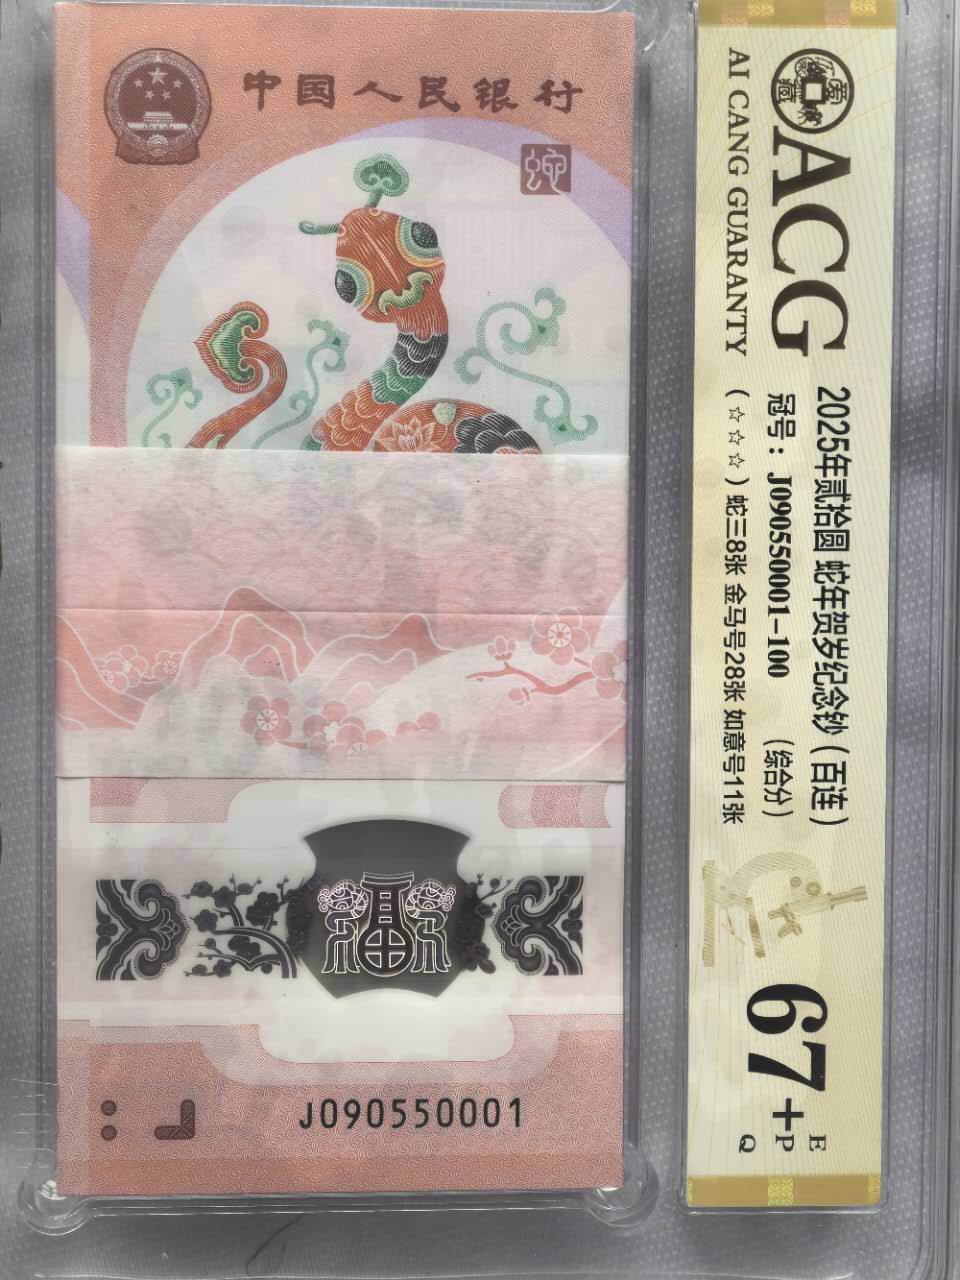 中国人民银行
蛇
J090550001
爱藏
ACG
AI CANG GUARANTY
2025年贰拾圆 蛇年贺岁纪念钞（百连）
冠号：J090550001-100 （综合分）
（☆☆☆）蛇三8张 金马号28张 如意号11张
67+
E
P
Q